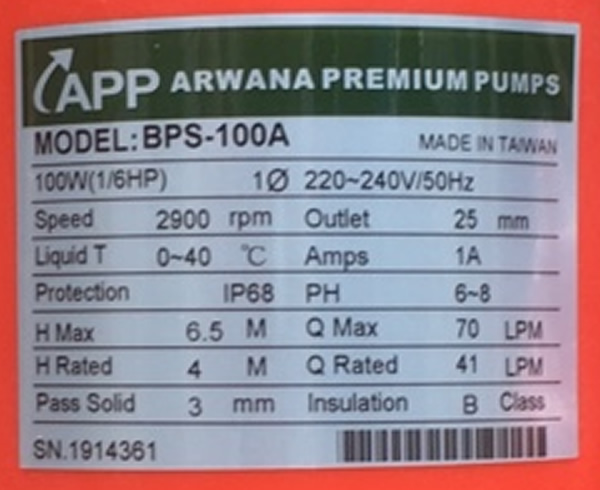 APP ARWANA PREMIUM PUMPS
MODEL: BPS-100A MADE IN TAIWAN
100W(1/6HP) 1Ø 220~240V/50Hz
Speed 2900 rpm Outlet 25 mm
Liquid T 0~40 ℃ Amps 1A
Protection IP68 PH 6~8
H Max 6.5 M Q Max 70 LPM
H Rated 4 M Q Rated 41 LPM
Pass Solid 3 mm Insulation B Class
SN.1914361